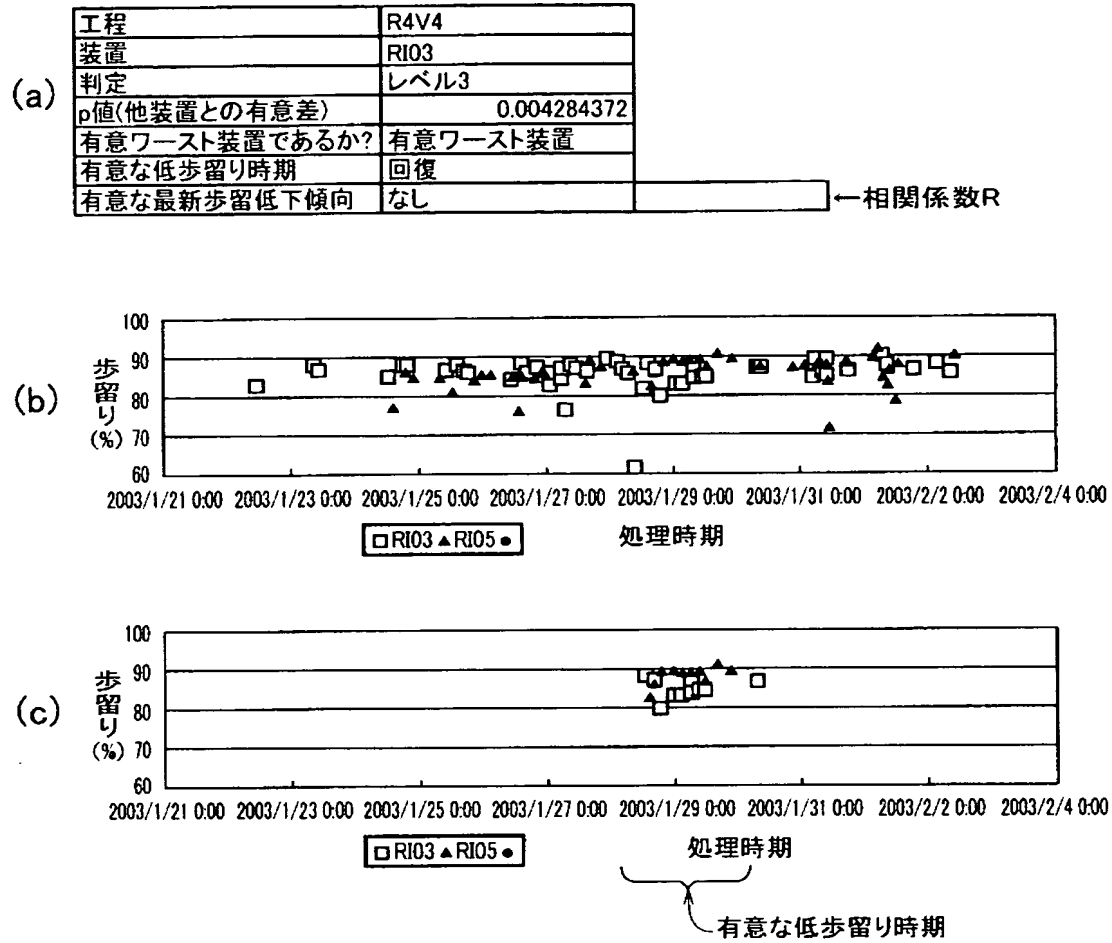 (a)
工程 R4V4
装置 RI03
判定 レベル3
p値(他装置との有意差) 0.004284372
有意ワースト装置であるか? 有意ワースト装置
有意な低歩留り時期 回復
有意な最新歩留低下傾向 なし ←相関係数R
(b)
歩留り(%)
100
90
80
70
60
2003/1/21 0:00 2003/1/23 0:00 2003/1/25 0:00 2003/1/27 0:00 2003/1/29 0:00 2003/1/31 0:00 2003/2/2 0:00 2003/2/4 0:00
□RI03 ▲RI05 ● 処理時期
(c)
歩留り(%)
100
90
80
70
60
2003/1/21 0:00 2003/1/23 0:00 2003/1/25 0:00 2003/1/27 0:00 2003/1/29 0:00 2003/1/31 0:00 2003/2/2 0:00 2003/2/4 0:00
□RI03 ▲RI05 ● 処理時期
有意な低歩留り時期